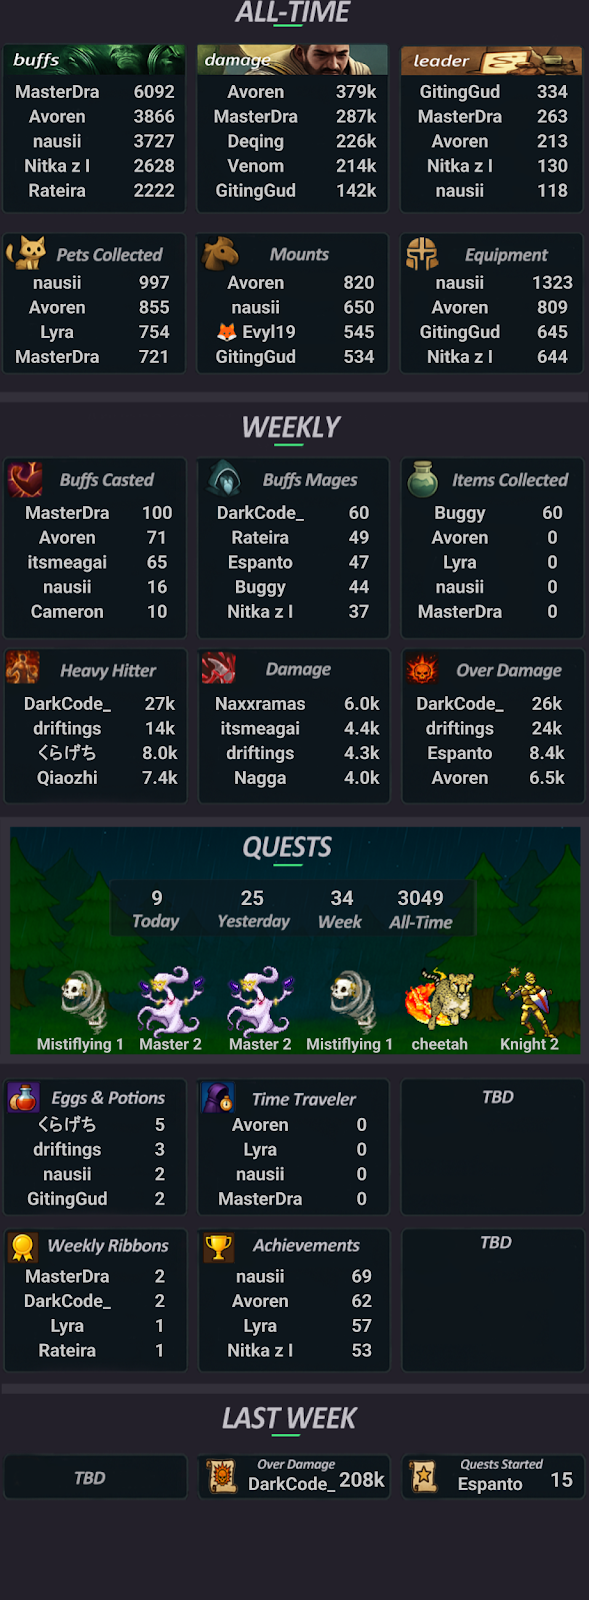 ALL-TIME
buffs
MasterDra 6092
Avoren 3866
nausii 3727
Nitka z l 2628
Rateira 2222
damage
Avoren 379k
MasterDra 287k
Deqing 226k
Venom 214k
GitingGud 142k
leader
GitingGud 334
MasterDra 263
Avoren 213
Nitka z l 130
nausii 118
Pets Collected
nausii 997
Avoren 855
Lyra 754
MasterDra 721
Mounts
Avoren 820
nausii 650
🦊 Evyl19 545
GitingGud 534
Equipment
nausii 1323
Avoren 809
GitingGud 645
Nitka z l 644
WEEKLY
Buffs Casted
MasterDra 100
Avoren 71
itsmeagai 65
nausii 16
Cameron 10
Buffs Mages
DarkCode_ 60
Rateira 49
Espanto 47
Buggy 44
Nitka z l 37
Items Collected
Buggy 60
Avoren 0
Lyra 0
nausii 0
MasterDra 0
Heavy Hitter
DarkCode_ 27k
driftings 14k
くらげち 8.0k
Qiaozhi 7.4k
Damage
Naxxramas 6.0k
itsmeagai 4.4k
driftings 4.3k
Nagga 4.0k
Over Damage
DarkCode_ 26k
driftings 24k
Espanto 8.4k
Avoren 6.5k
QUESTS
9 25 34 3049
Today Yesterday Week All-Time
Mistiflying 1 Master 2 Master 2 Mistiflying 1 cheetah Knight 2
Eggs & Potions
くらげち 5
driftings 3
nausii 2
GitingGud 2
Time Traveler
Avoren 0
Lyra 0
nausii 0
MasterDra 0
TBD
Weekly Ribbons
MasterDra 2
DarkCode_ 2
Lyra 1
Rateira 1
Achievements
nausii 69
Avoren 62
Lyra 57
Nitka z l 53
TBD
LAST WEEK
TBD
Over Damage
DarkCode_ 208k
Quests Started
Espanto 15